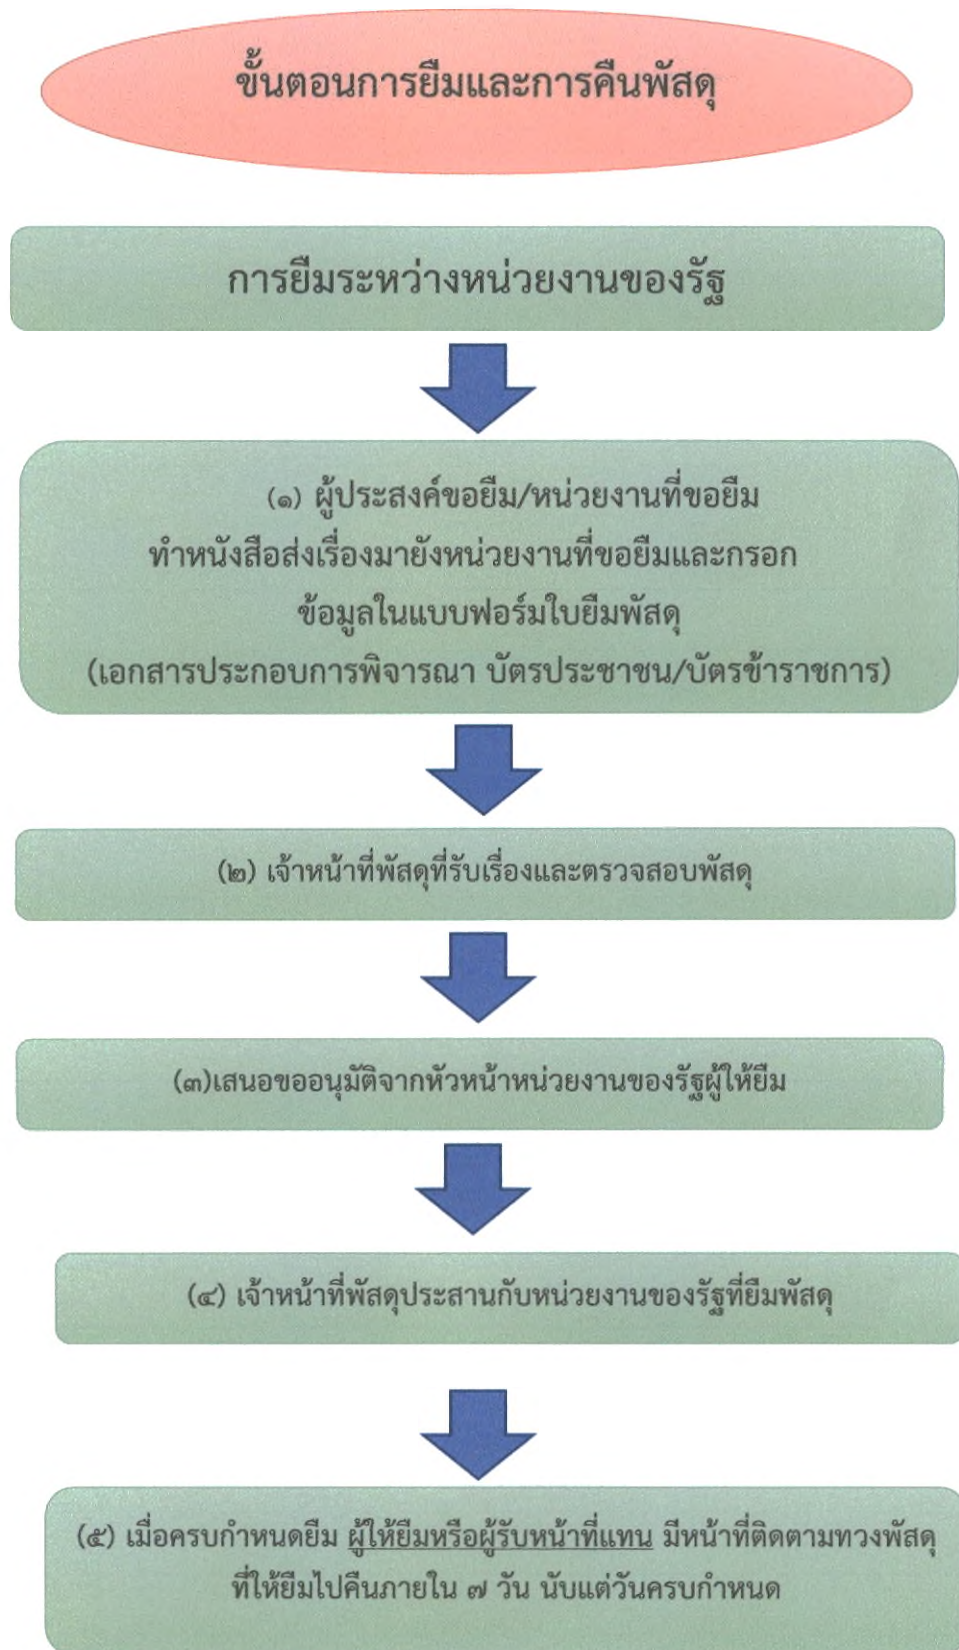 ขั้นตอนการยืมและการคืนพัสดุ
การยืมระหว่างหน่วยงานของรัฐ
(๑) ผู้ประสงค์ขอยืม/หน่วยงานที่ขอยืม
ทำหนังสือส่งเรื่องมายังหน่วยงานที่ขอยืมและกรอก
ข้อมูลในแบบฟอร์มใบยืมพัสดุ
(เอกสารประกอบการพิจารณา บัตรประชาชน/บัตรข้าราชการ)
(๒) เจ้าหน้าที่พัสดุที่รับเรื่องและตรวจสอบพัสดุ
(๓)เสนอขออนุมัติจากหัวหน้าหน่วยงานของรัฐผู้ให้ยืม
(๔) เจ้าหน้าที่พัสดุประสานกับหน่วยงานของรัฐที่ยืมพัสดุ
(๕) เมื่อครบกำหนดยืม ผู้ให้ยืมหรือผู้รับหน้าที่แทน มีหน้าที่ติดตามทวงพัสดุ
ที่ให้ยืมไปคืนภายใน ๗ วัน นับแต่วันครบกำหนด